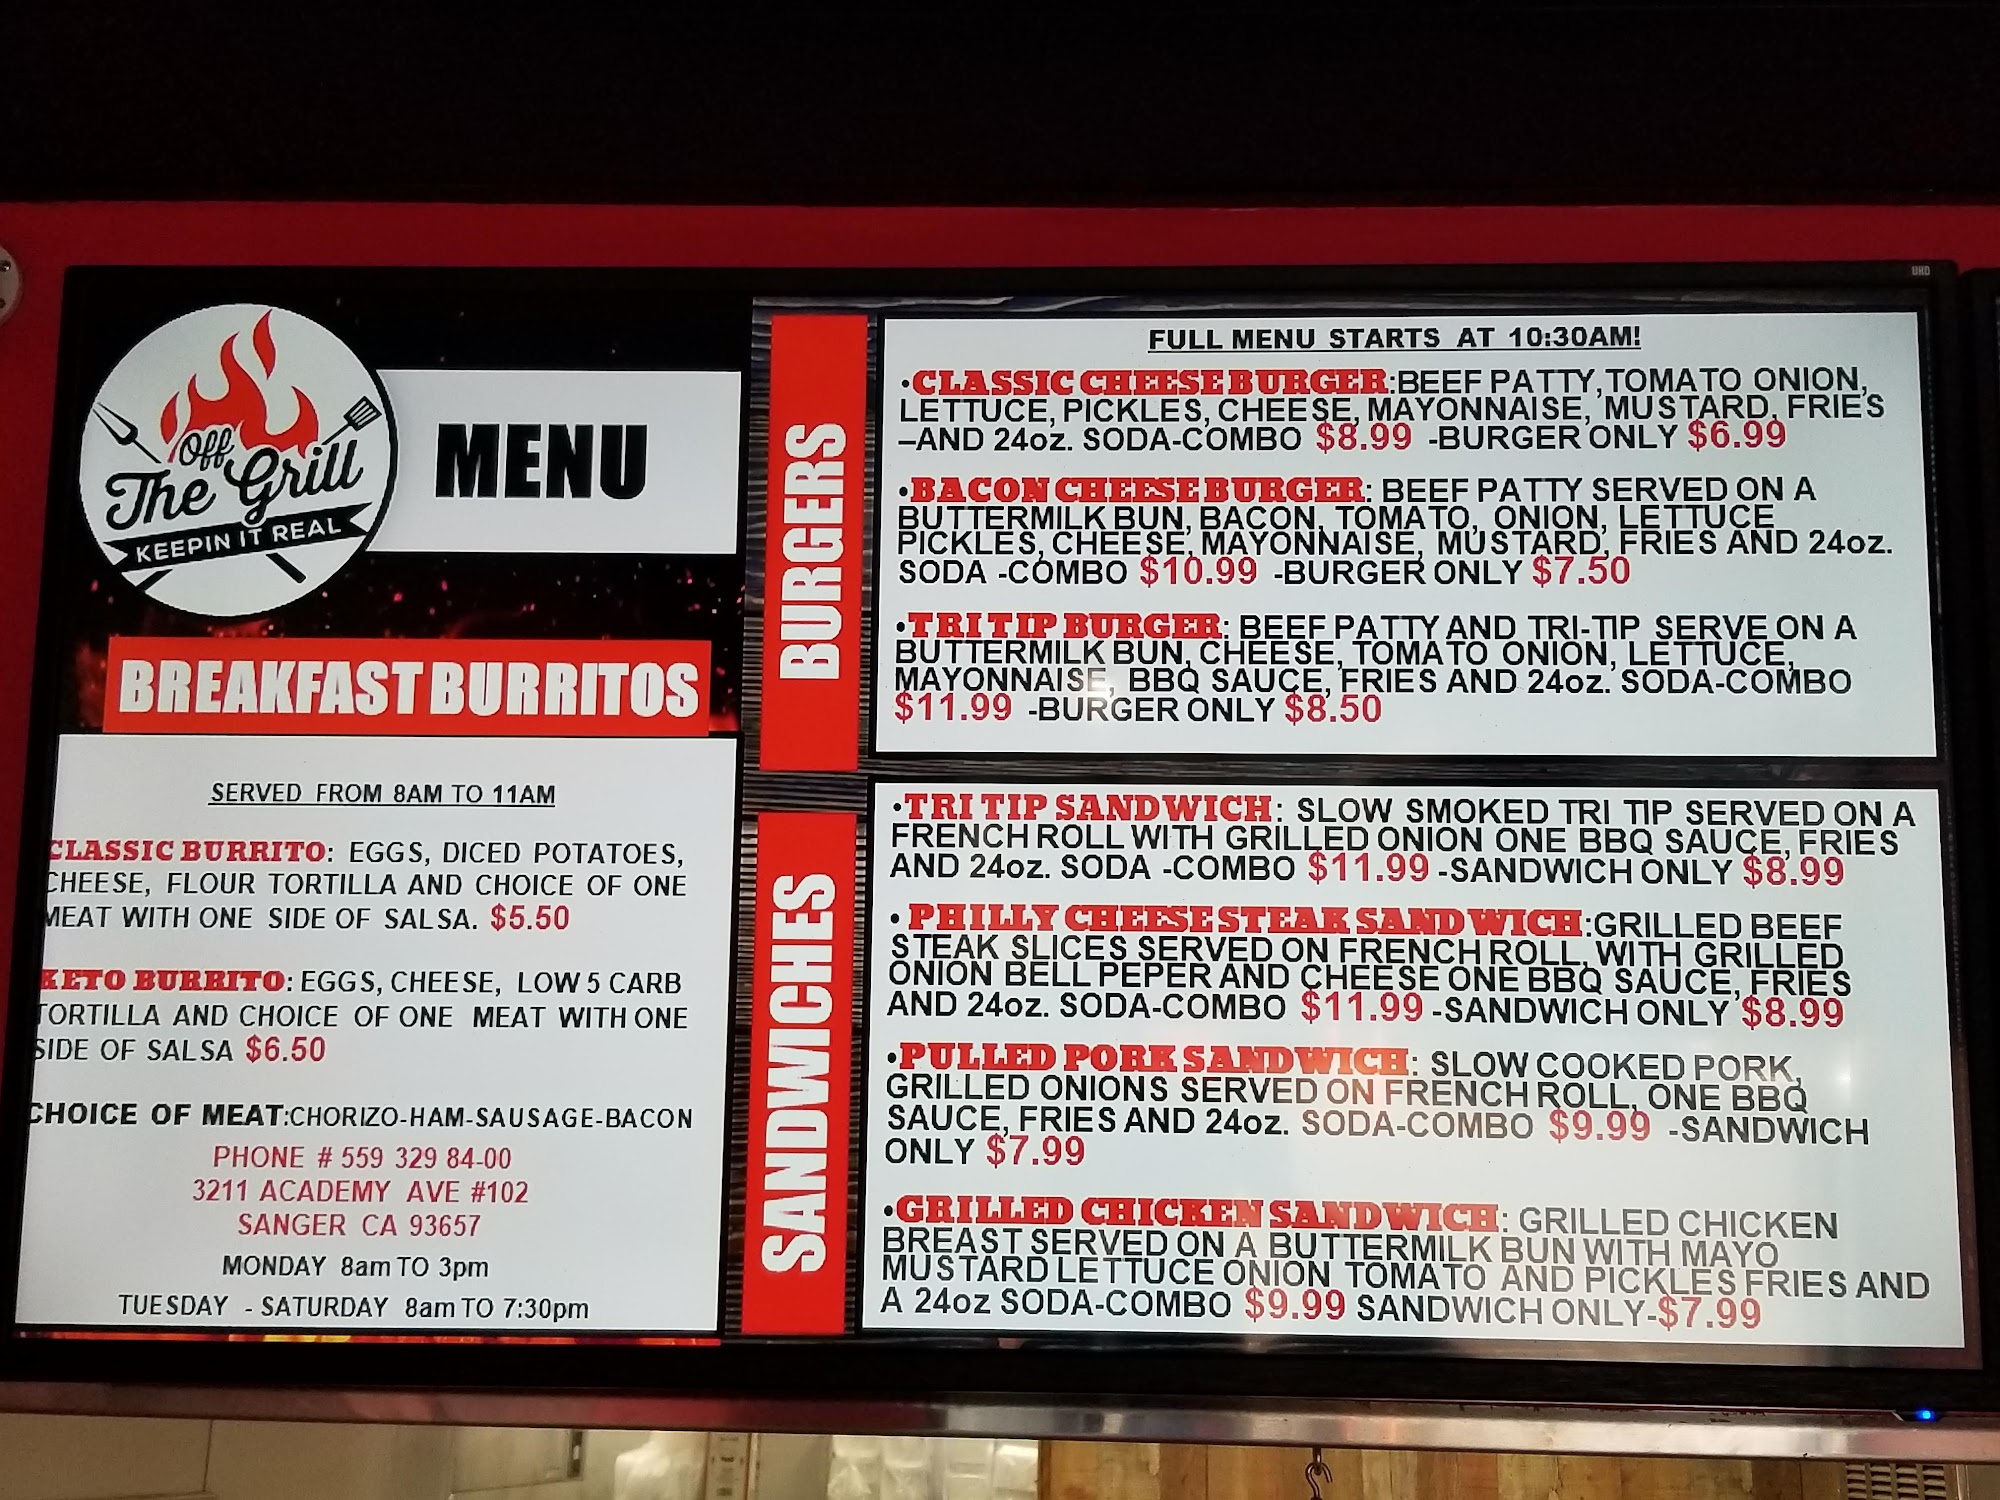 Off
The Grill
KEEPIN IT REAL
MENU
BREAKFAST BURRITOS
SERVED FROM 8AM TO 11AM
CLASSIC BURRITO: EGGS, DICED POTATOES,
CHEESE, FLOUR TORTILLA AND CHOICE OF ONE
MEAT WITH ONE SIDE OF SALSA. $5.50
KETO BURRITO: EGGS, CHEESE, LOW 5 CARB
TORTILLA AND CHOICE OF ONE MEAT WITH ONE
SIDE OF SALSA $6.50
CHOICE OF MEAT:CHORIZO-HAM-SAUSAGE-BACON
PHONE # 559 329 84-00
3211 ACADEMY AVE #102
SANGER CA 93657
MONDAY 8am TO 3pm
TUESDAY - SATURDAY 8am TO 7:30pm
BURGERS
FULL MENU STARTS AT 10:30AM!
•CLASSIC CHEESEBURGER:BEEF PATTY,TOMATO ONION,
LETTUCE, PICKLES, CHEESE, MAYONNAISE, MUSTARD, FRIES
–AND 24oz. SODA-COMBO $8.99 -BURGER ONLY $6.99
•BACON CHEESEBURGER: BEEF PATTY SERVED ON A
BUTTERMILK BUN, BACON, TOMATO, ONION, LETTUCE
PICKLES, CHEESE, MAYONNAISE, MUSTARD, FRIES AND 24oz.
SODA -COMBO $10.99 -BURGER ONLY $7.50
•TRI TIP BURGER: BEEF PATTY AND TRI-TIP SERVE ON A
BUTTERMILK BUN, CHEESE, TOMATO ONION, LETTUCE,
MAYONNAISE, BBQ SAUCE, FRIES AND 24oz. SODA-COMBO
$11.99 -BURGER ONLY $8.50
SANDWICHES
•TRI TIP SANDWICH: SLOW SMOKED TRI TIP SERVED ON A
FRENCH ROLL WITH GRILLED ONION ONE BBQ SAUCE, FRIES
AND 24oz. SODA -COMBO $11.99 -SANDWICH ONLY $8.99
• PHILLY CHEESESTEAK SANDWICH:GRILLED BEEF
STEAK SLICES SERVED ON FRENCH ROLL, WITH GRILLED
ONION BELL PEPER AND CHEESE ONE BBQ SAUCE, FRIES
AND 24oz. SODA-COMBO $11.99 -SANDWICH ONLY $8.99
•PULLED PORK SANDWICH: SLOW COOKED PORK,
GRILLED ONIONS SERVED ON FRENCH ROLL, ONE BBQ
SAUCE, FRIES AND 24oz. SODA-COMBO $9.99 -SANDWICH
ONLY $7.99
•GRILLED CHICKEN SANDWICH: GRILLED CHICKEN
BREAST SERVED ON A BUTTERMILK BUN WITH MAYO
MUSTARD LETTUCE ONION TOMATO AND PICKLES FRIES AND
A 24oz SODA-COMBO $9.99 SANDWICH ONLY-$7.99
UHD